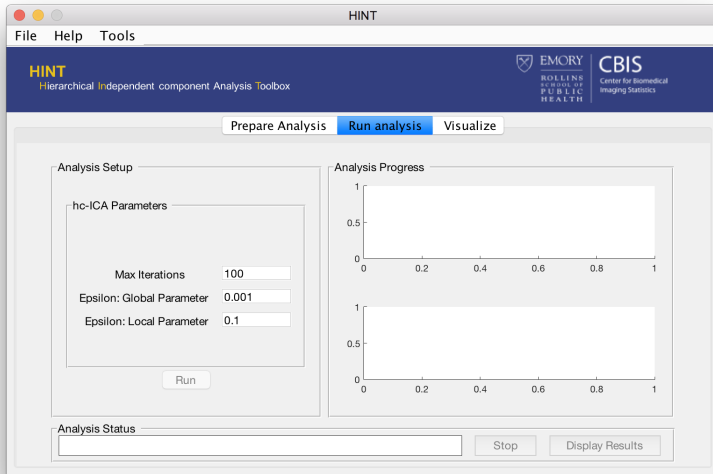 HINT
File Help Tools
HINT
Hierarchical Independent component Analysis Toolbox
EMORY
ROLLINS
SCHOOL OF
PUBLIC
HEALTH
CBIS
Center for Biomedical
Imaging Statistics
Prepare Analysis Run analysis Visualize
Analysis Setup
hc-ICA Parameters
Max Iterations 100
Epsilon: Global Parameter 0.001
Epsilon: Local Parameter 0.1
Run
Analysis Progress
1
0.5
0
0 0.2 0.4 0.6 0.8 1
1
0.5
0
0 0.2 0.4 0.6 0.8 1
Analysis Status
Stop Display Results